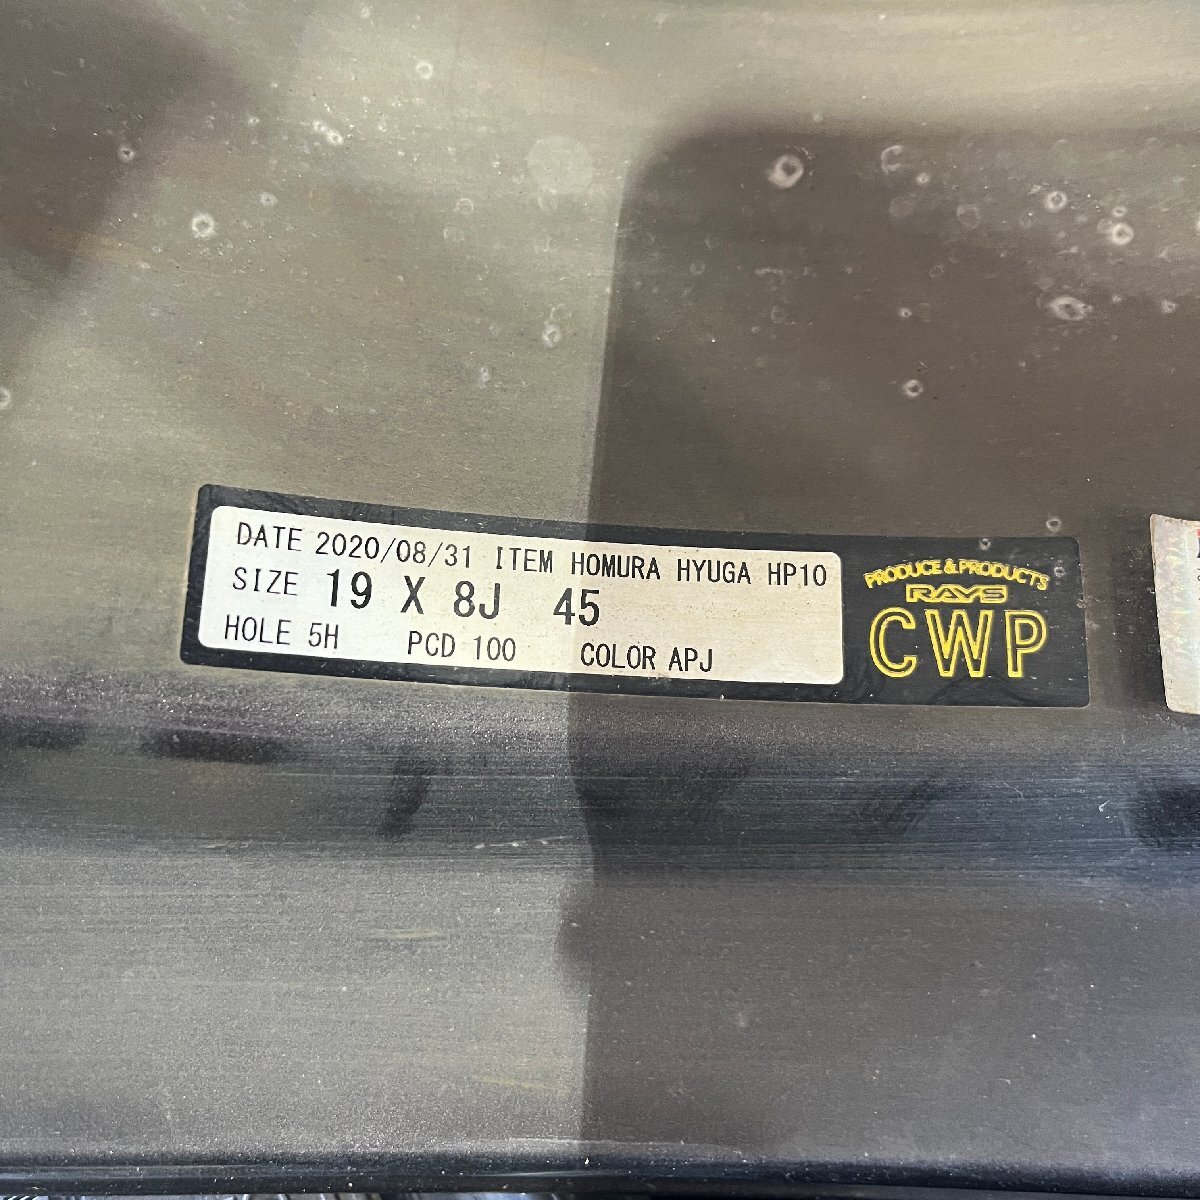 DATE 2020/08/31 ITEM HOMURA HYUGA HP10
SIZE 19 X 8J 45
HOLE 5H PCD 100 COLOR APJ
PRODUCE & PRODUCTS
RAYS
CWP